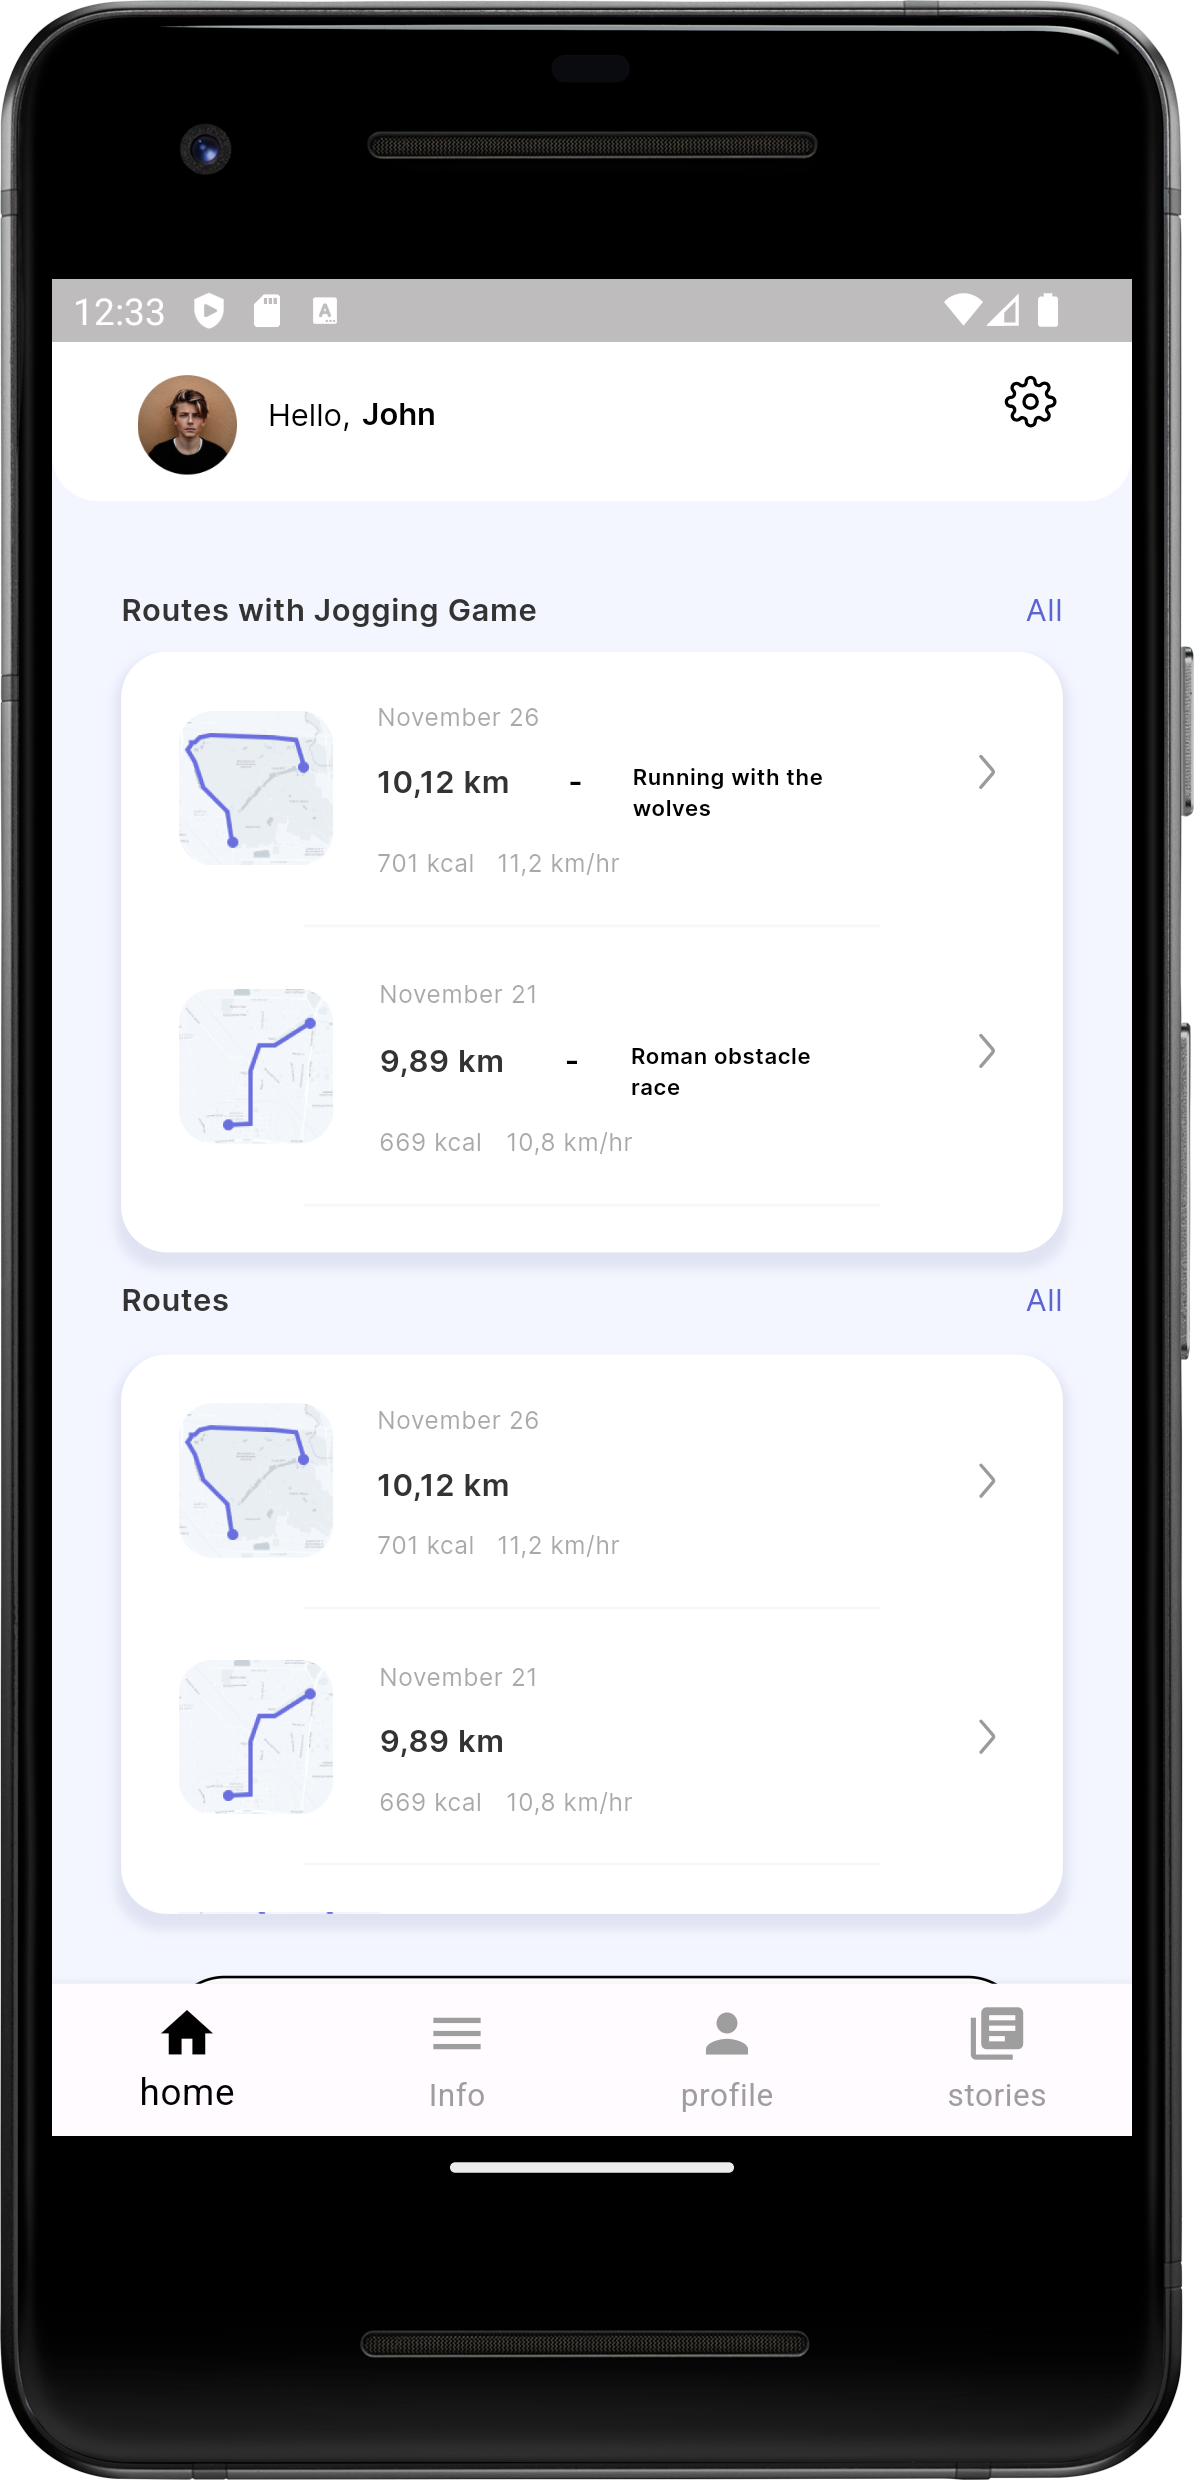 12:33
Hello, John
Routes with Jogging Game All
November 26
10,12 km - Running with the
wolves
701 kcal 11,2 km/hr
November 21
9,89 km - Roman obstacle
race
669 kcal 10,8 km/hr
Routes All
November 26
10,12 km
701 kcal 11,2 km/hr
November 21
9,89 km
669 kcal 10,8 km/hr
home Info profile stories